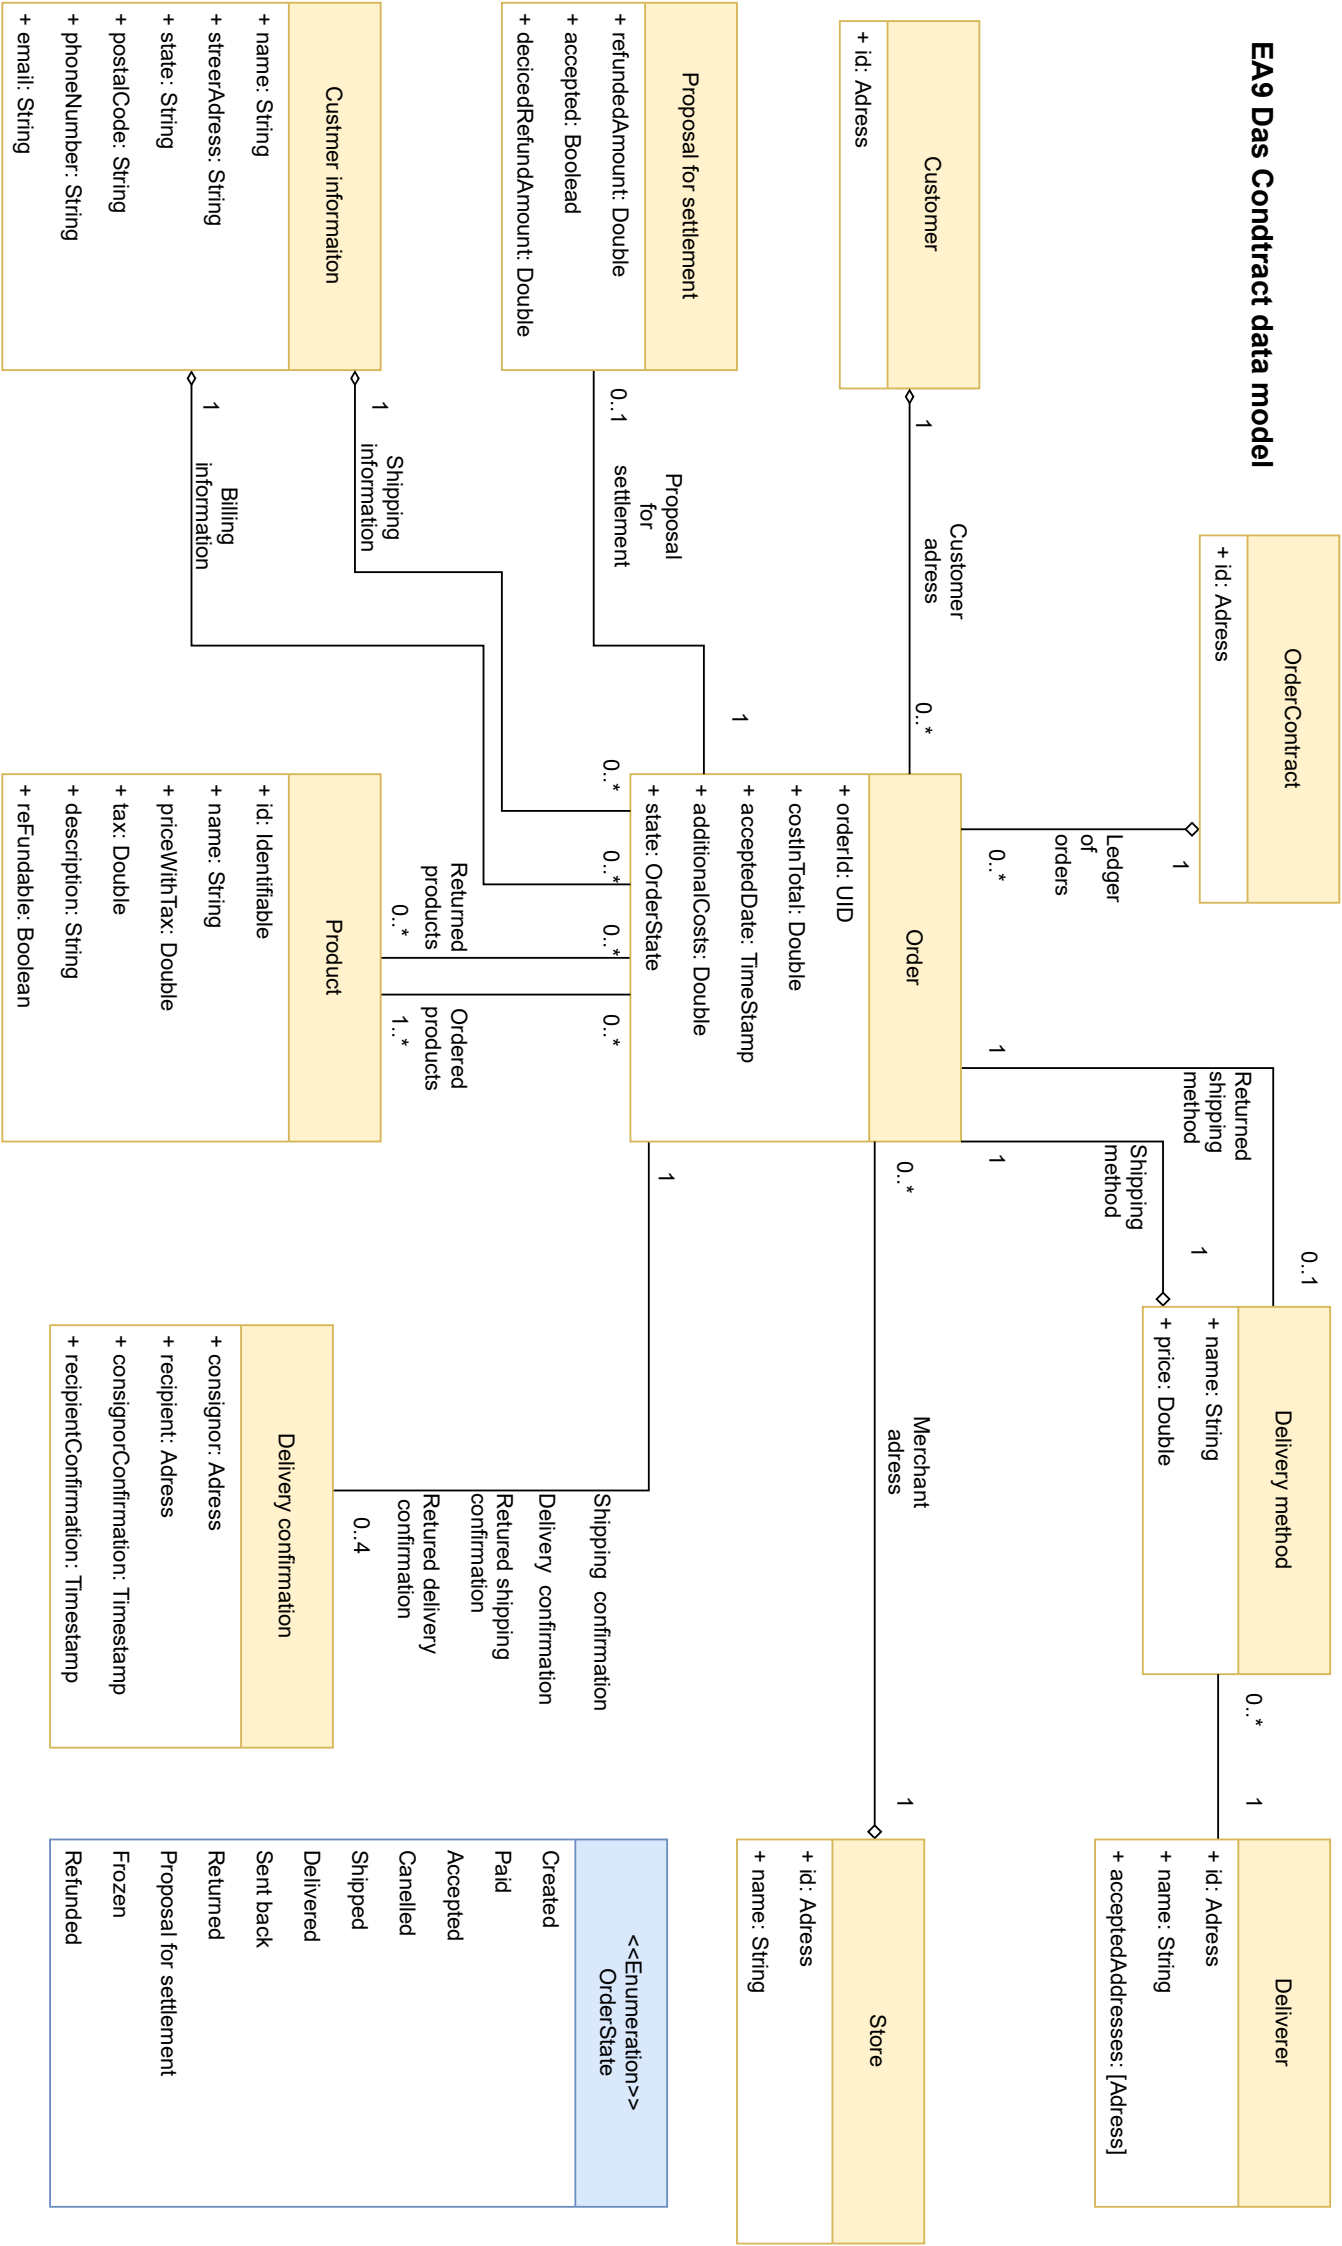 EA9 Das Condtract data model
OrderContract
+ id: Adress
Customer
+ id: Adress
1
Customer
adress
0..*
1
Ledger
of
orders
0..*
Returned
shipping
method
1
0..1
Shipping
method
1
1
Delivery method
+ name: String
+ price: Double
0..*
1
Deliverer
+ id: Adress
+ name: String
+ acceptedAddresses: [Adress]
Proposal for settlement
+ refundedAmount: Double
+ accepted: Boolead
+ decicedRefundAmount: Double
0..1
Proposal
for
settlement
1
Order
+ orderId: UID
+ costInTotal: Double
+ acceptedDate: TimeStamp
+ additionalCosts: Double
+ state: OrderState
0..*
Merchant
adress
1
Store
+ id: Adress
+ name: String
Custmer informaiton
+ name: String
+ streerAdress: String
+ state: String
+ postalCode: String
+ phoneNumber: String
+ email: String
1
Shipping
information
0..*
1
Billing
information
0..*
0..*
0..*
Returned
products
0..*
Ordered
products
1..*
Product
+ id: Identifiable
+ name: String
+ priceWithTax: Double
+ tax: Double
+ description: String
+ reFundable: Boolean
1
Shipping confirmation
Delivery confirmation
Retured shipping
confirmation
Retured delivery
confirmation
0..4
Delivery confirmation
+ consignor: Adress
+ recipient: Adress
+ consignorConfirmation: Timestamp
+ recipientConfirmation: Timestamp
<<Enumeration>>
OrderState
Created
Paid
Accepted
Canelled
Shipped
Delivered
Sent back
Returned
Proposal for settlement
Frozen
Refunded